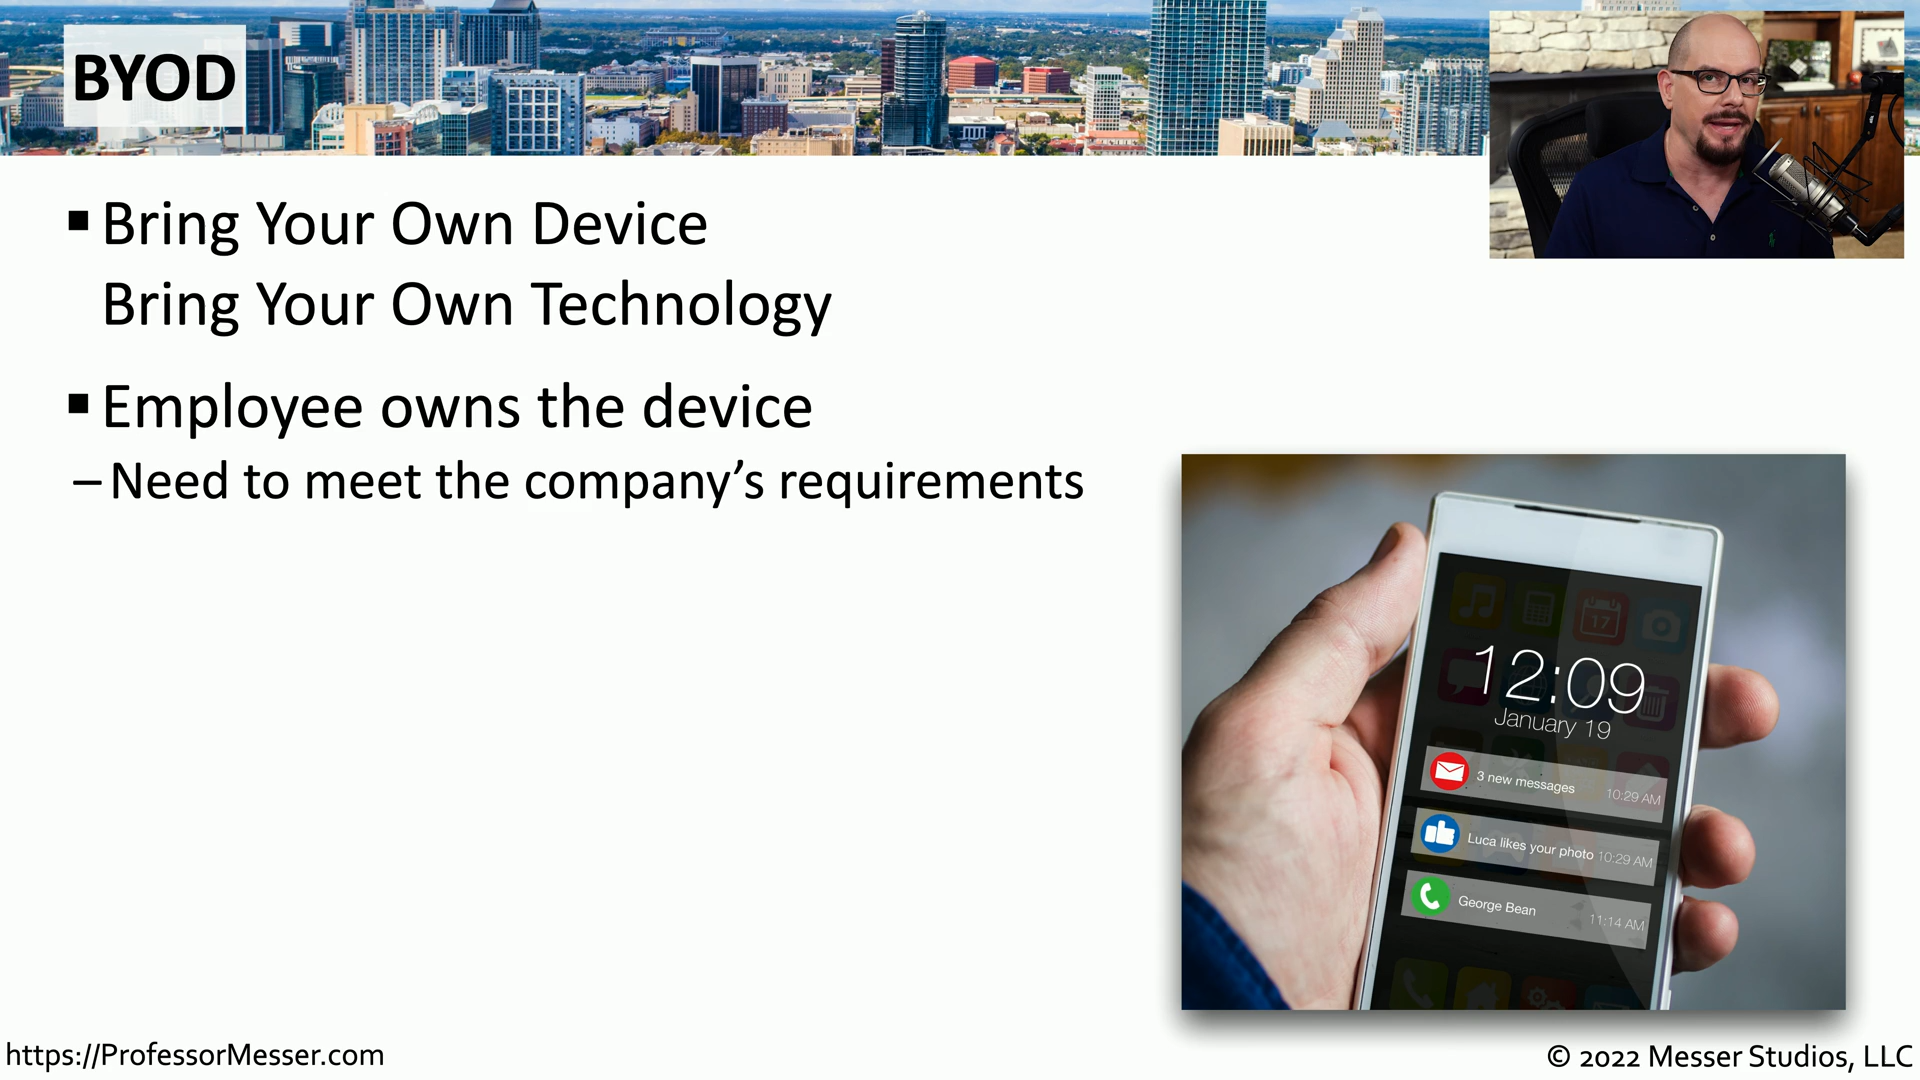 BYOD
▪ Bring Your Own Device
Bring Your Own Technology
▪ Employee owns the device
– Need to meet the company’s requirements
12:09
January 19
3 new messages 10:29 AM
Luca likes your photo 10:29 AM
George Bean 11:14 AM
17
https://ProfessorMesser.com
© 2022 Messer Studios, LLC